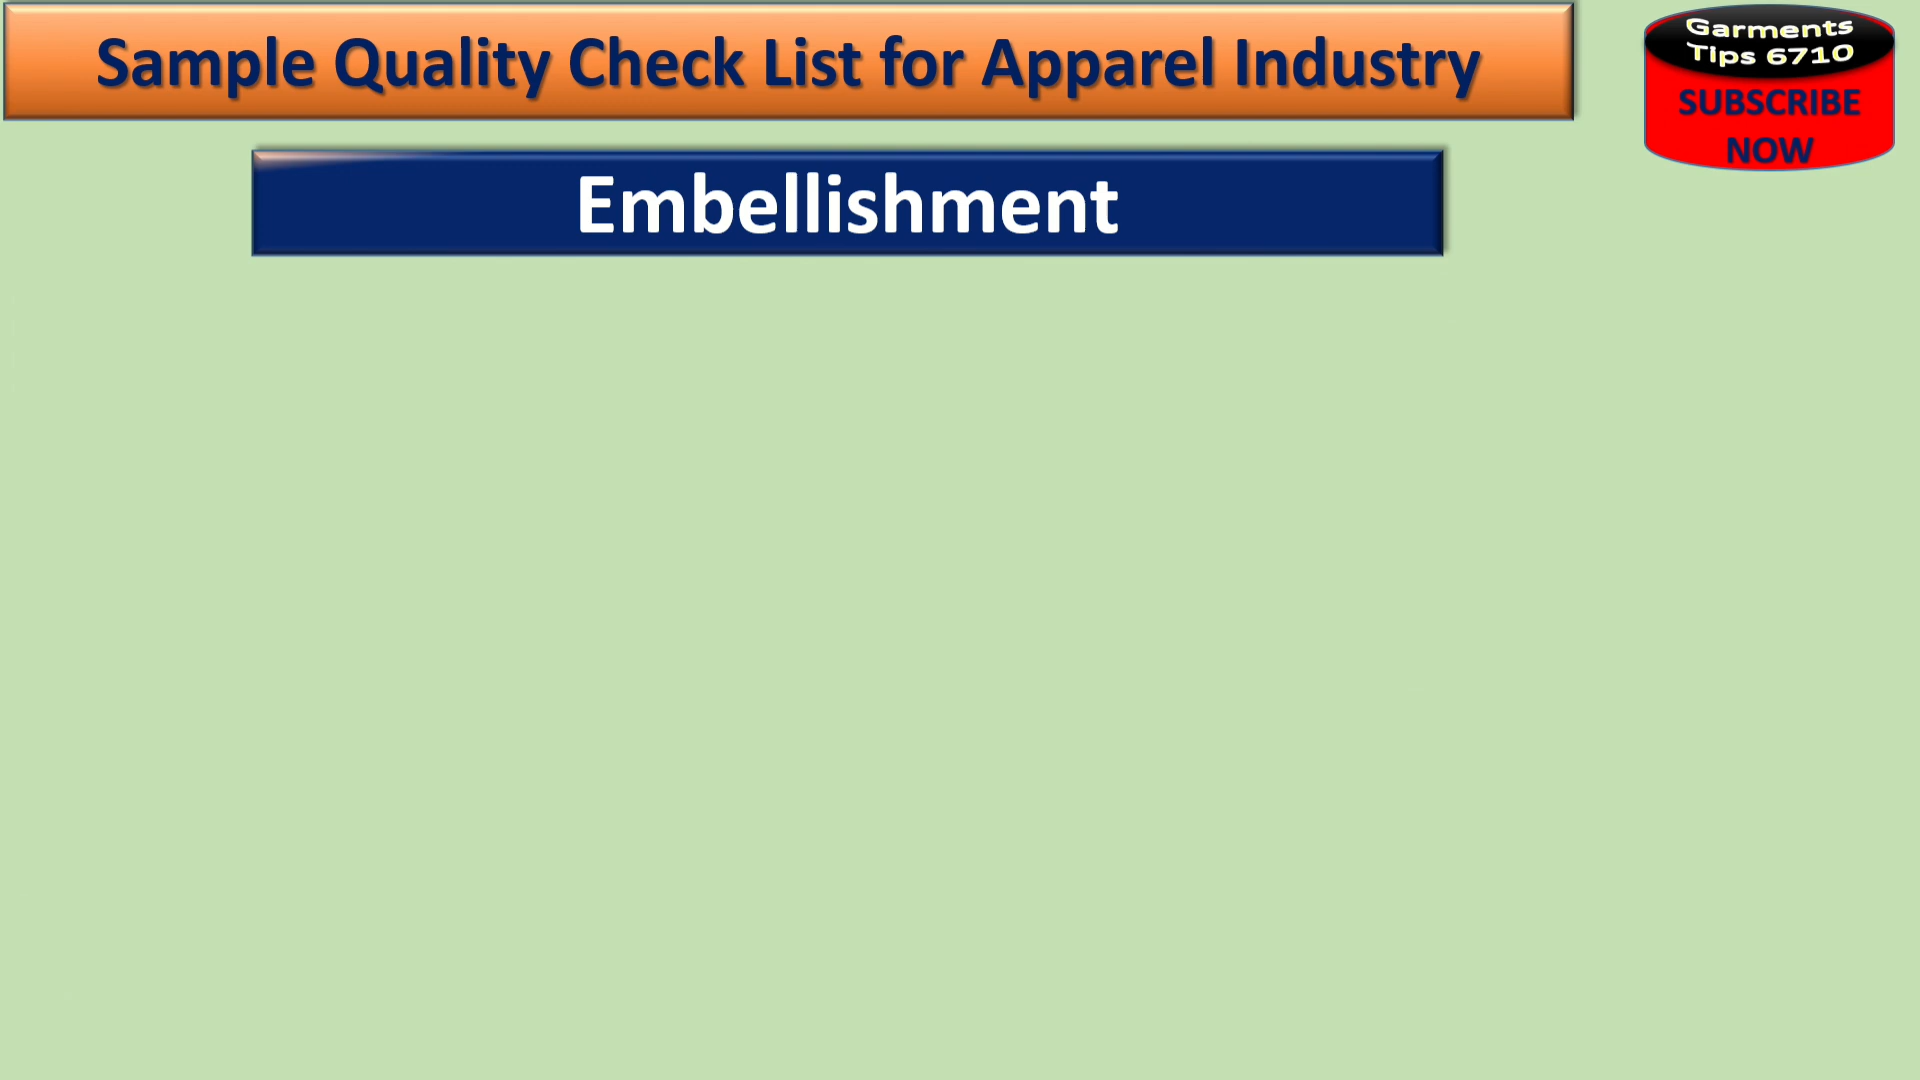 Sample Quality Check List for Apparel Industry
Garments
Tips 6710
SUBSCRIBE
NOW
Embellishment